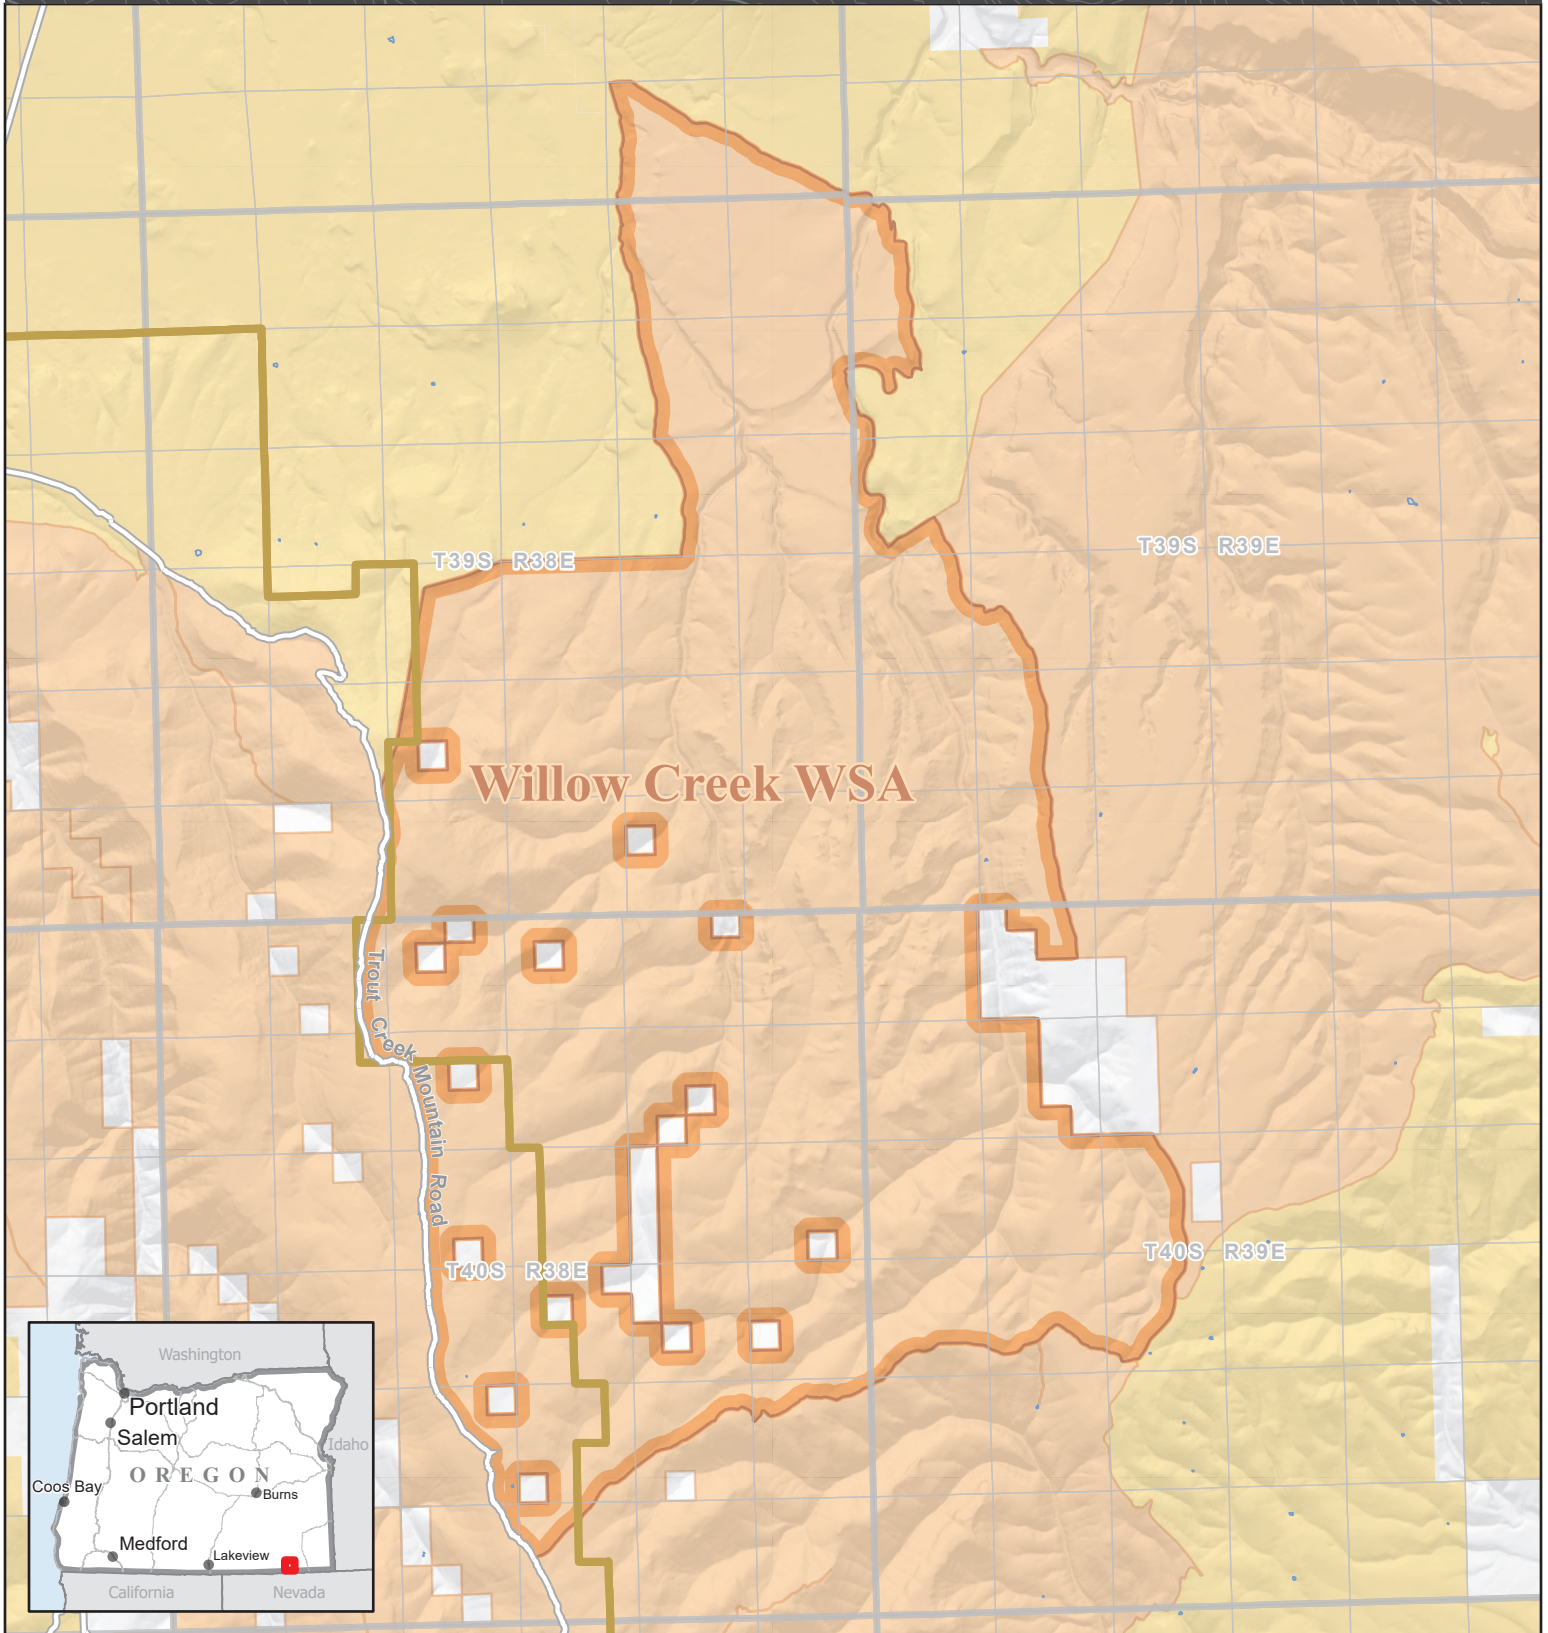 T39S R38E
T39S R39E
Willow Creek WSA
Trout Creek Mountain Road
T40S R39E
T40S R38E
Washington
Portland
Salem
Idaho
OREGON
Coos Bay
Burns
Medford
Lakeview
California
Nevada